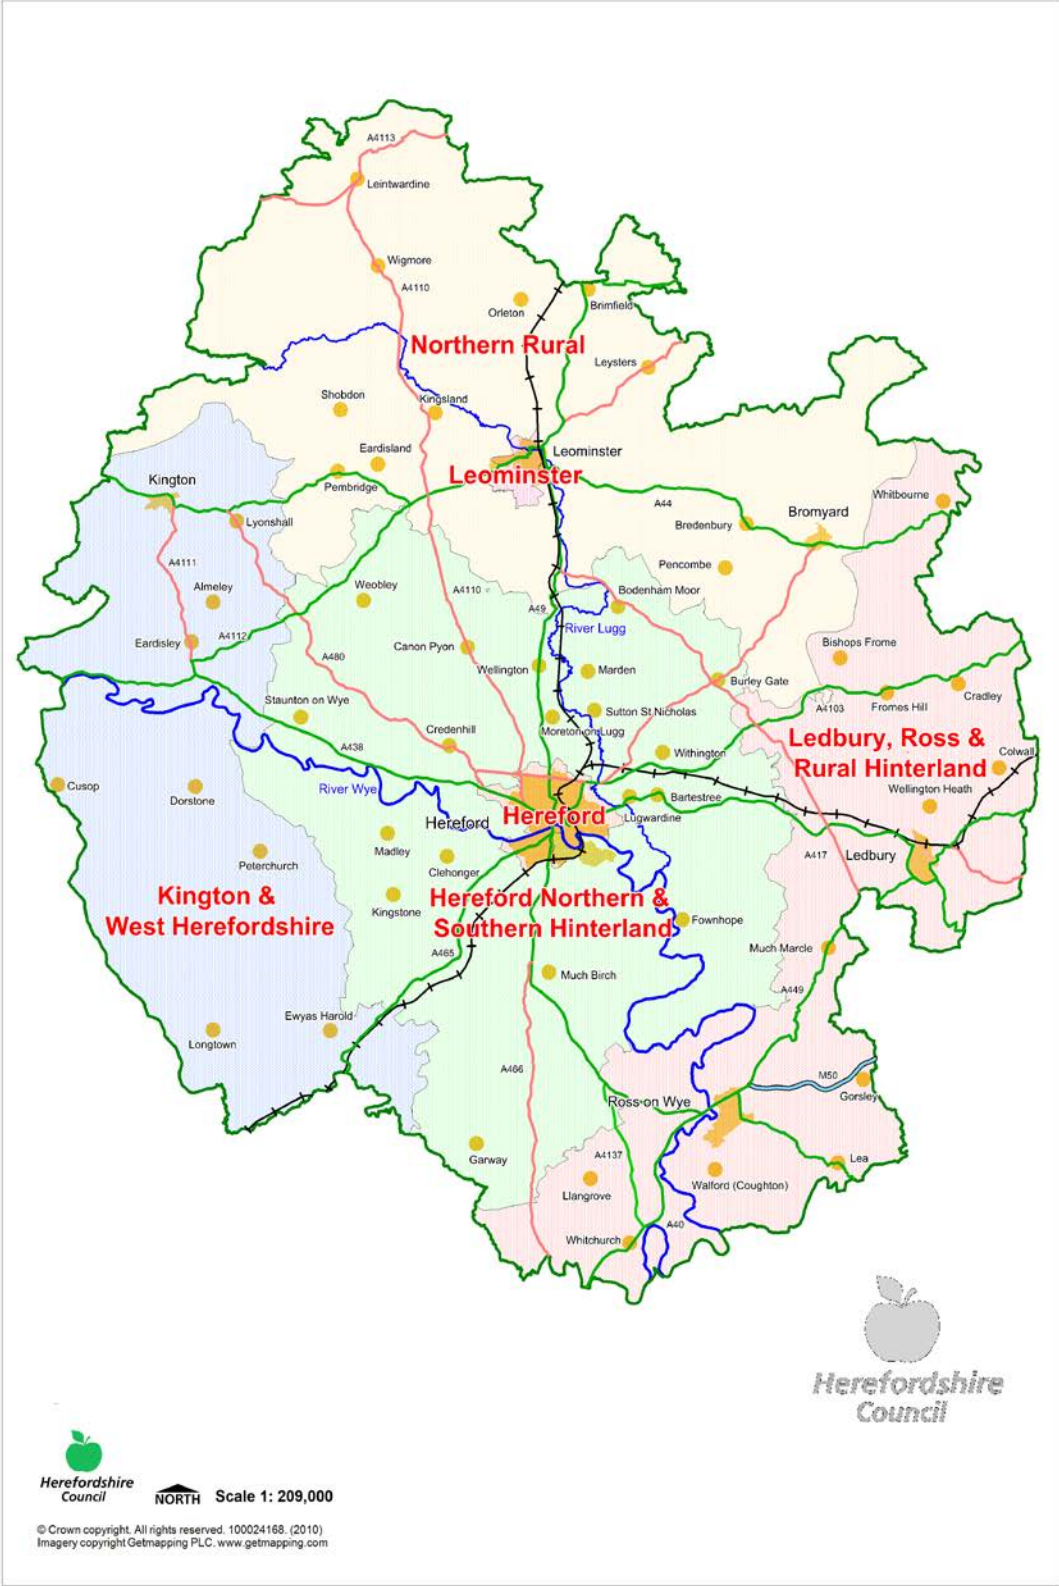 A4113
Leintwardine
Wigmore
A4110
Orleton
Brimfield
Northern Rural
Leysters
Shobdon
Kingsland
Eardisland
Leominster
Leominster
Kington
Pembridge
A44
Whitbourne
Bromyard
Bredenbury
Lyonshall
A4111
Pencombe
Almeley
Weobley
A4110
Bodenham Moor
A49
River Lugg
Eardisley
A4112
A480
Canon Pyon
Wellington
Marden
Bishops Frome
Burley Gate
Cradley
Staunton on Wye
A4103
Fromes Hill
Sutton St Nicholas
Credenhill
Moreton on Lugg
A438
Withington
Ledbury, Ross &
Rural Hinterland
Colwall
Cusop
Dorstone
River Wye
Wellington Heath
Bartestree
Hereford
Hereford
Lugwardine
Madley
A417
Ledbury
Peterchurch
Clehonger
Kington &
West Herefordshire
Kingstone
Hereford Northern &
Southern Hinterland
Fownhope
A465
Much Marcle
Much Birch
A449
Ewyas Harold
Longtown
A466
M50
Gorsley
Ross on Wye
Garway
A4137
Lea
Llangrove
Walford (Coughton)
Whitchurch
A40
Herefordshire
Council
Herefordshire
Council
NORTH Scale 1: 209,000
© Crown copyright. All rights reserved. 100024168. (2010)
Imagery copyright Getmapping PLC. www.getmapping.com